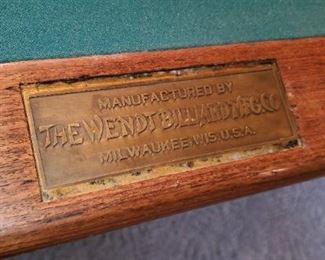 MANUFACTURED BY
THE WENDT BILLIARD MFG.CO.
MILWAUKEE.WIS.U.S.A.